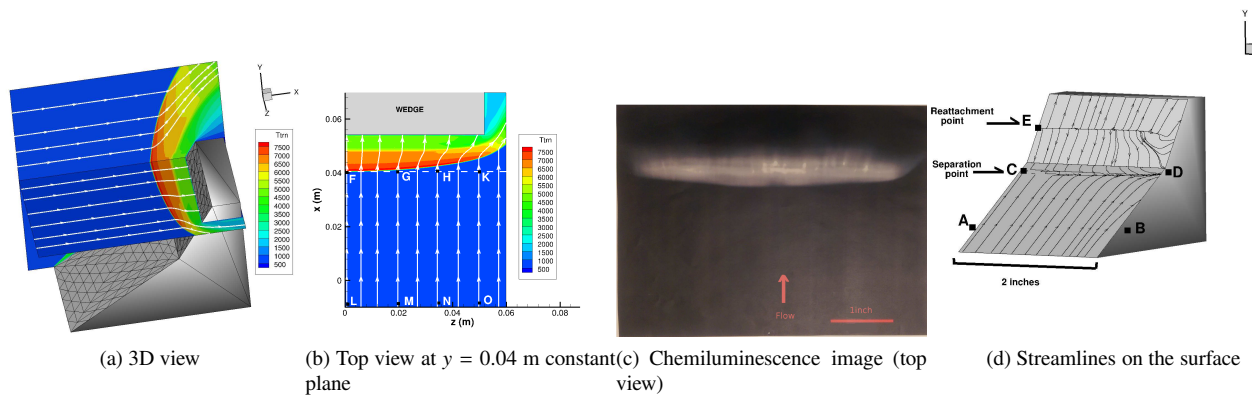 Y
X
Z
Ttrn
7500
7000
6500
6000
5500
5000
4500
4000
3500
3000
2500
2000
1500
1000
500
(a) 3D view
WEDGE
F G H K
L M N O
x (m)
0.06
0.04
0.02
0
0 0.02 0.04 0.06
z (m)
Ttrn
7500
7000
6500
6000
5500
5000
4500
4000
3500
3000
2500
2000
1500
1000
500
(b) Top view at y = 0.04 m constant
plane
Flow
1inch
(c) Chemiluminescence image (top
view)
Y
Reattachment
point
E
Separation
point
C
D
A
B
2 inches
(d) Streamlines on the surface